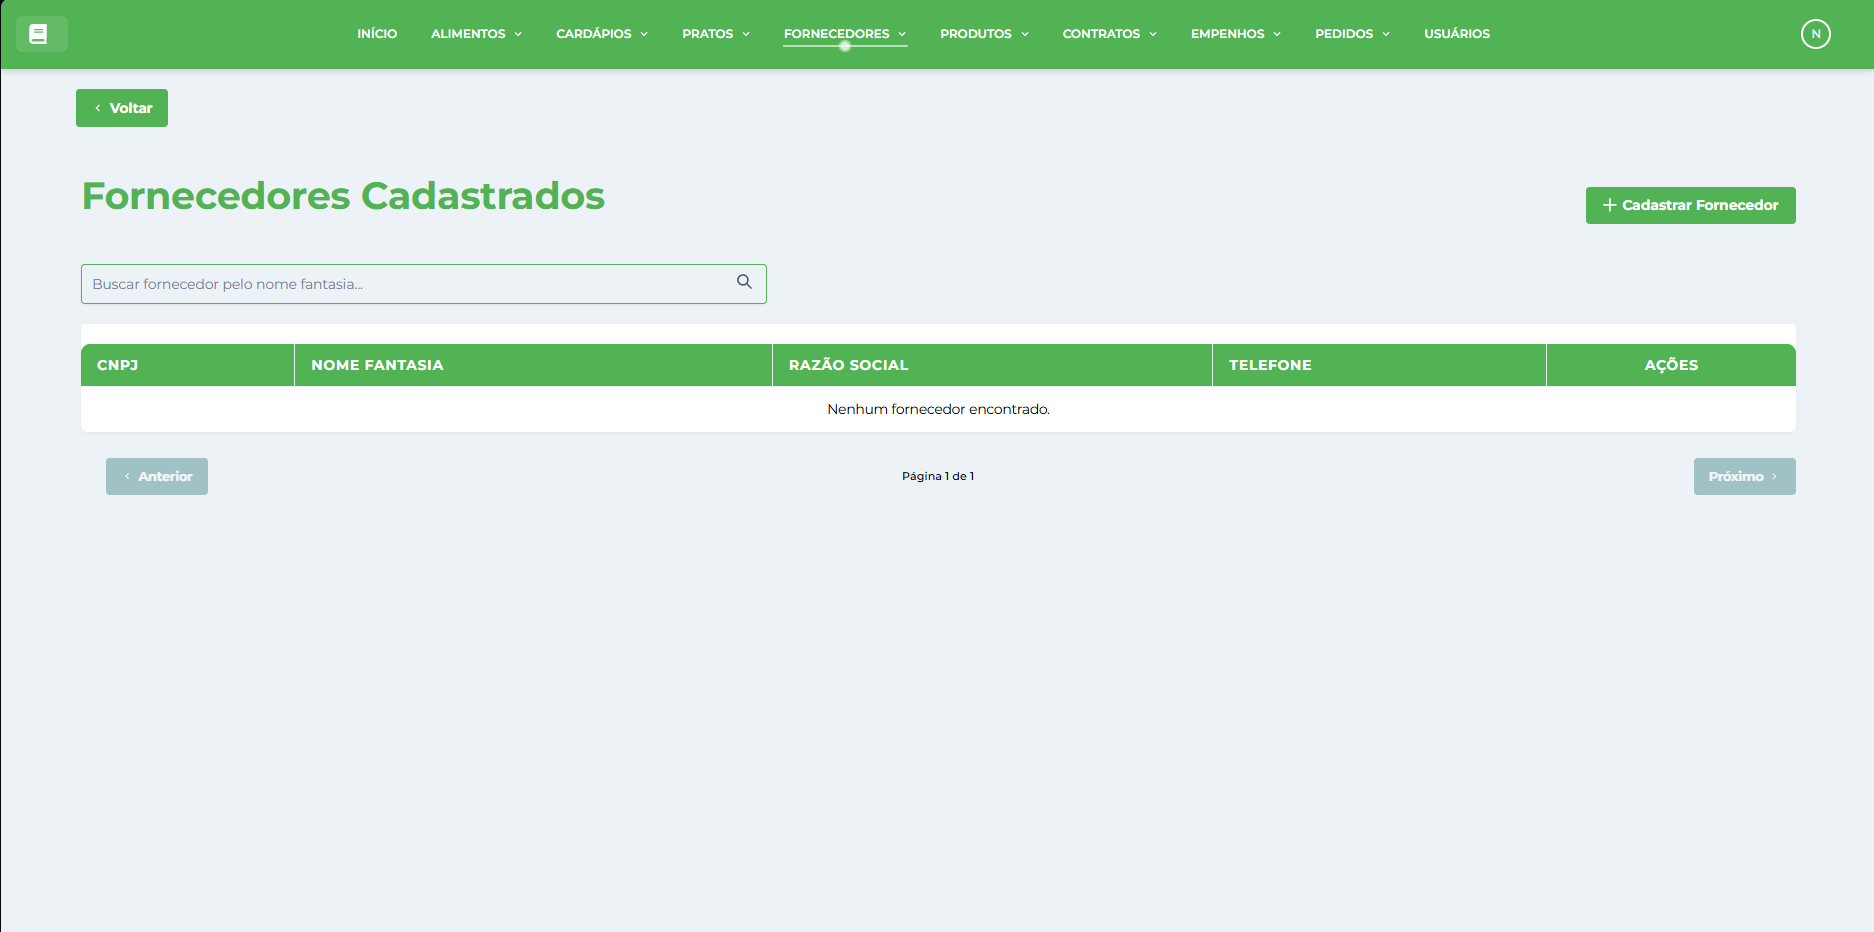 INÍCIO ALIMENTOS CARDÁPIOS PRATOS FORNECEDORES PRODUTOS CONTRATOS EMPENHOS PEDIDOS USUÁRIOS N
Voltar
Fornecedores Cadastrados
Cadastrar Fornecedor
Buscar fornecedor pelo nome fantasia...
CNPJ NOME FANTASIA RAZÃO SOCIAL TELEFONE AÇÕES
Nenhum fornecedor encontrado.
Anterior Página 1 de 1 Próximo